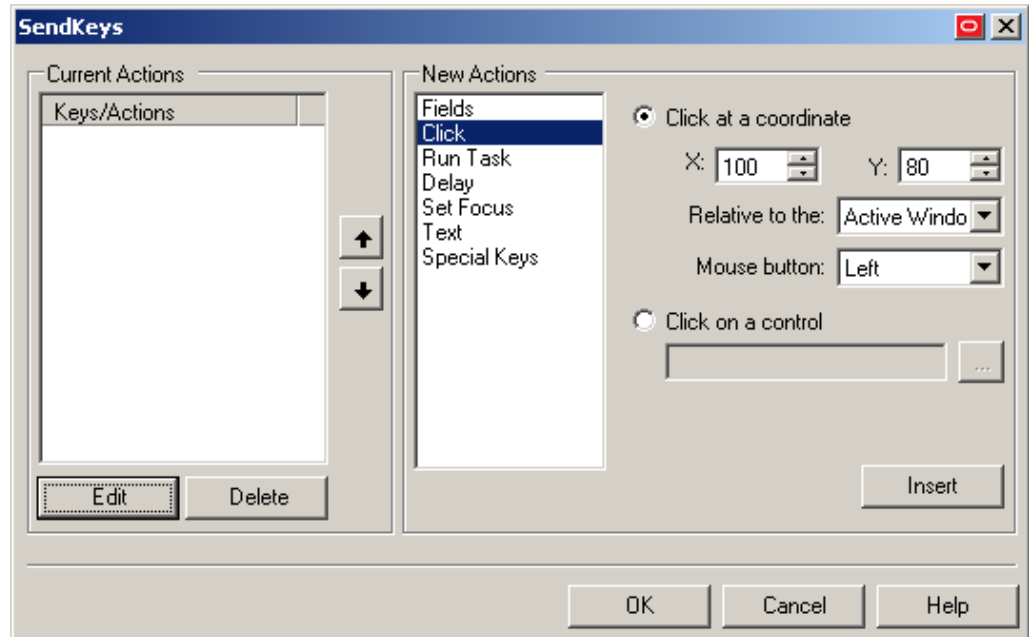 SendKeys
Current Actions
Keys/Actions
Edit
Delete
New Actions
Fields
Click
Run Task
Delay
Set Focus
Text
Special Keys
Click at a coordinate
X: 100 Y: 80
Relative to the: Active Windo
Mouse button: Left
Click on a control
...
Insert
OK
Cancel
Help